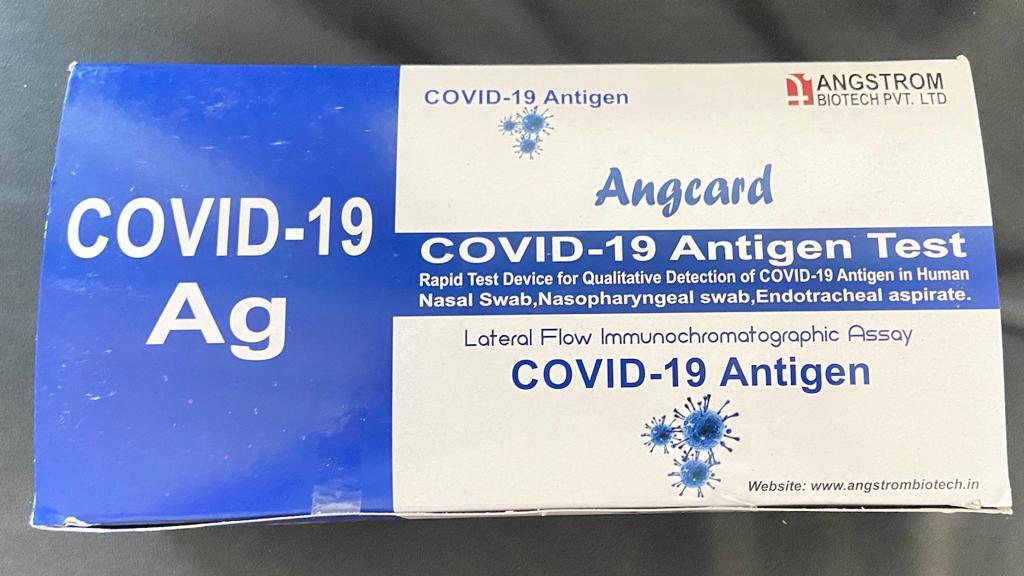 COVID-19
Ag
COVID-19 Antigen
ANGSTROM
BIOTECH PVT. LTD
Angcard
COVID-19 Antigen Test
Rapid Test Device for Qualitative Detection of COVID-19 Antigen in Human
Nasal Swab,Nasopharyngeal swab,Endotracheal aspirate.
Lateral Flow Immunochromatographic Assay
COVID-19 Antigen
Website: www.angstrombiotech.in